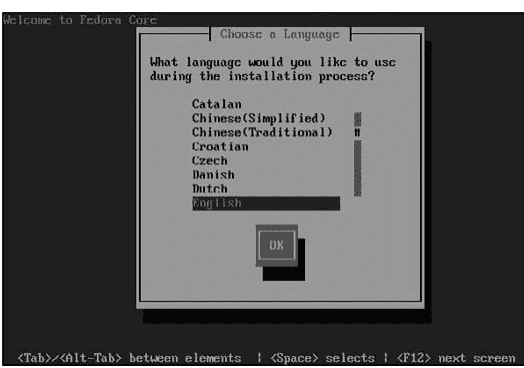 Welcome to Fedora Core
Choose a Language
What language would you like to use
during the installation process?
Catalan
Chinese(Simplified)
Chinese(Traditional)
Croatian
Czech
Danish
Dutch
English
OK
<Tab>/<Alt-Tab> between elements | <Space> selects | <F12> next screen